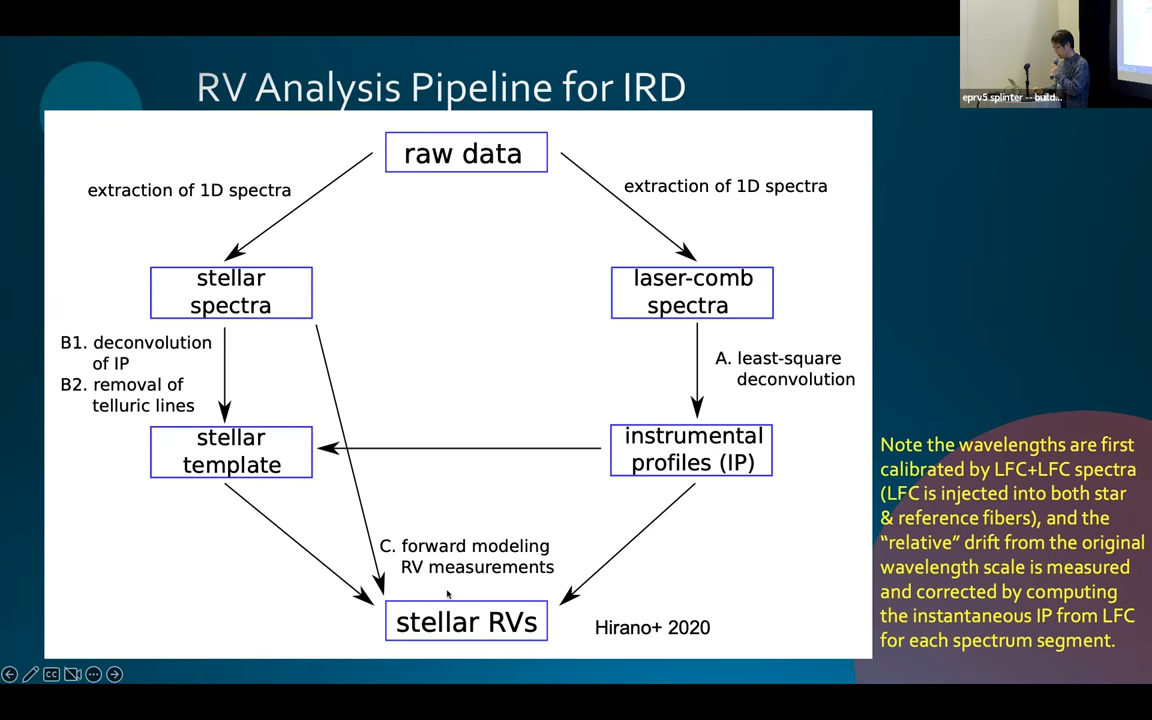 RV Analysis Pipeline for IRD
eprv5 splinter -- build...
raw data
extraction of 1D spectra
extraction of 1D spectra
stellar
spectra
laser-comb
spectra
B1. deconvolution
of IP
B2. removal of
telluric lines
A. least-square
deconvolution
stellar
template
instrumental
profiles (IP)
C. forward modeling
RV measurements
stellar RVs
Hirano+ 2020
Note the wavelengths are first
calibrated by LFC+LFC spectra
(LFC is injected into both star
& reference fibers), and the
“relative” drift from the original
wavelength scale is measured
and corrected by computing
the instantaneous IP from LFC
for each spectrum segment.
CC